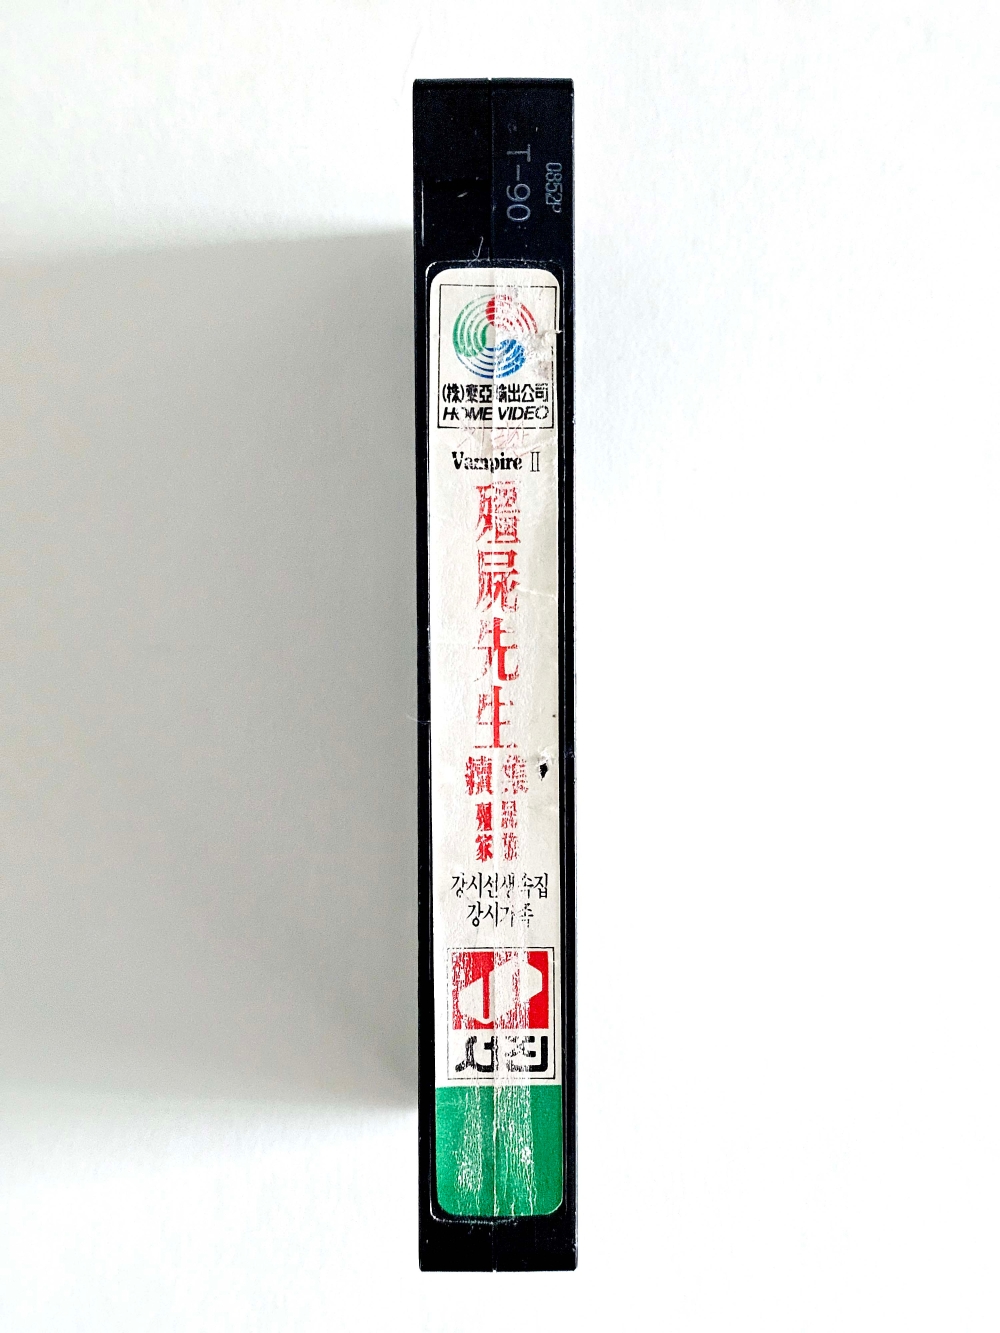 T-90
0852P
(株)東亞輸出公司
HOME VIDEO
Vampire II
殭
屍
先
生
續集
殭屍
家族
강시선생속집
강시가족